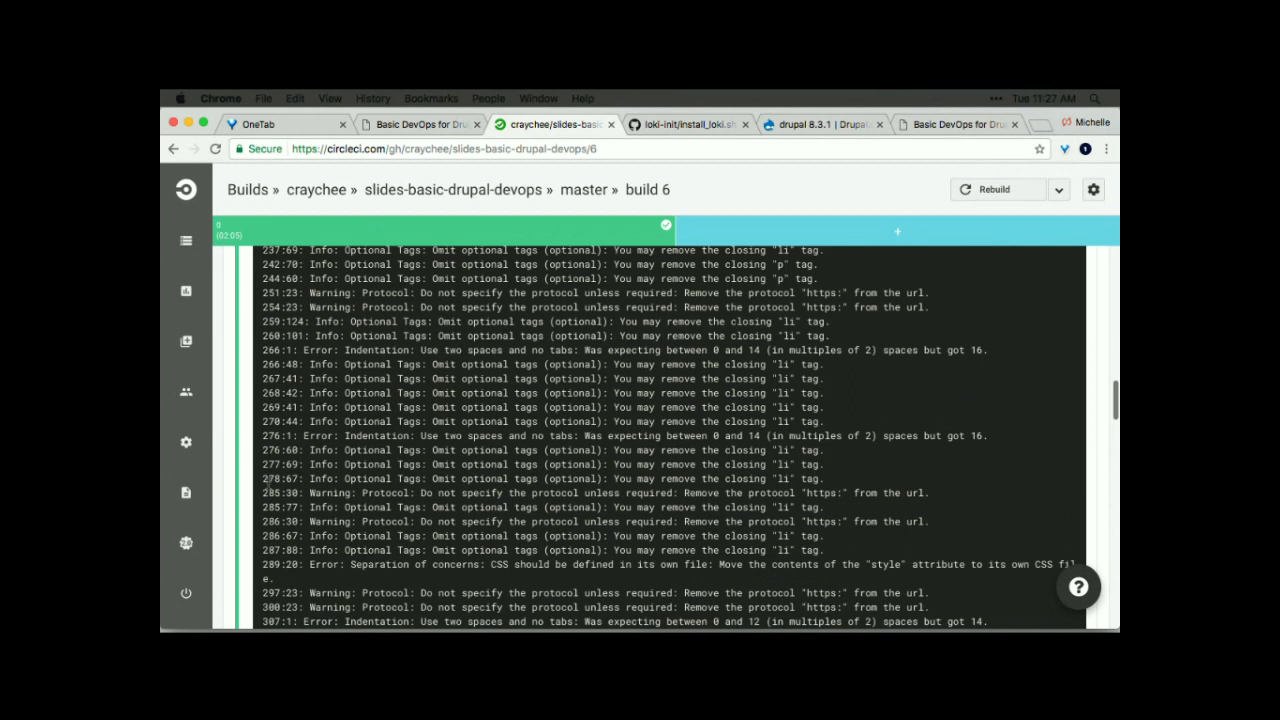 Chrome File Edit View History Bookmarks People Window Help ••• Tue 11:27 AM
OneTab × Basic DevOps for Dru × craychee/slides-basic × loki-init/install_loki.sh × drupal 8.3.1 | Drupal. × Basic DevOps for Dru × Michelle
Secure https://circleci.com/gh/craychee/slides-basic-drupal-devops/6
Builds » craychee » slides-basic-drupal-devops » master » build 6 Rebuild
0
(02:05)
+
237:69: Info: Optional Tags: Omit optional tags (optional): You may remove the closing "li" tag.
242:70: Info: Optional Tags: Omit optional tags (optional): You may remove the closing "p" tag.
244:60: Info: Optional Tags: Omit optional tags (optional): You may remove the closing "p" tag.
251:23: Warning: Protocol: Do not specify the protocol unless required: Remove the protocol "https:" from the url.
254:23: Warning: Protocol: Do not specify the protocol unless required: Remove the protocol "https:" from the url.
259:124: Info: Optional Tags: Omit optional tags (optional): You may remove the closing "li" tag.
260:101: Info: Optional Tags: Omit optional tags (optional): You may remove the closing "li" tag.
266:1: Error: Indentation: Use two spaces and no tabs: Was expecting between 0 and 14 (in multiples of 2) spaces but got 16.
266:48: Info: Optional Tags: Omit optional tags (optional): You may remove the closing "li" tag.
267:41: Info: Optional Tags: Omit optional tags (optional): You may remove the closing "li" tag.
268:42: Info: Optional Tags: Omit optional tags (optional): You may remove the closing "li" tag.
269:41: Info: Optional Tags: Omit optional tags (optional): You may remove the closing "li" tag.
270:44: Info: Optional Tags: Omit optional tags (optional): You may remove the closing "li" tag.
276:1: Error: Indentation: Use two spaces and no tabs: Was expecting between 0 and 14 (in multiples of 2) spaces but got 16.
276:60: Info: Optional Tags: Omit optional tags (optional): You may remove the closing "li" tag.
277:69: Info: Optional Tags: Omit optional tags (optional): You may remove the closing "li" tag.
278:67: Info: Optional Tags: Omit optional tags (optional): You may remove the closing "li" tag.
285:30: Warning: Protocol: Do not specify the protocol unless required: Remove the protocol "https:" from the url.
285:77: Info: Optional Tags: Omit optional tags (optional): You may remove the closing "li" tag.
286:30: Warning: Protocol: Do not specify the protocol unless required: Remove the protocol "https:" from the url.
286:67: Info: Optional Tags: Omit optional tags (optional): You may remove the closing "li" tag.
287:88: Info: Optional Tags: Omit optional tags (optional): You may remove the closing "li" tag.
289:20: Error: Separation of concerns: CSS should be defined in its own file: Move the contents of the "style" attribute to its own CSS fil
e.
297:23: Warning: Protocol: Do not specify the protocol unless required: Remove the protocol "https:" from the url.
300:23: Warning: Protocol: Do not specify the protocol unless required: Remove the protocol "https:" from the url.
307:1: Error: Indentation: Use two spaces and no tabs: Was expecting between 0 and 12 (in multiples of 2) spaces but got 14.